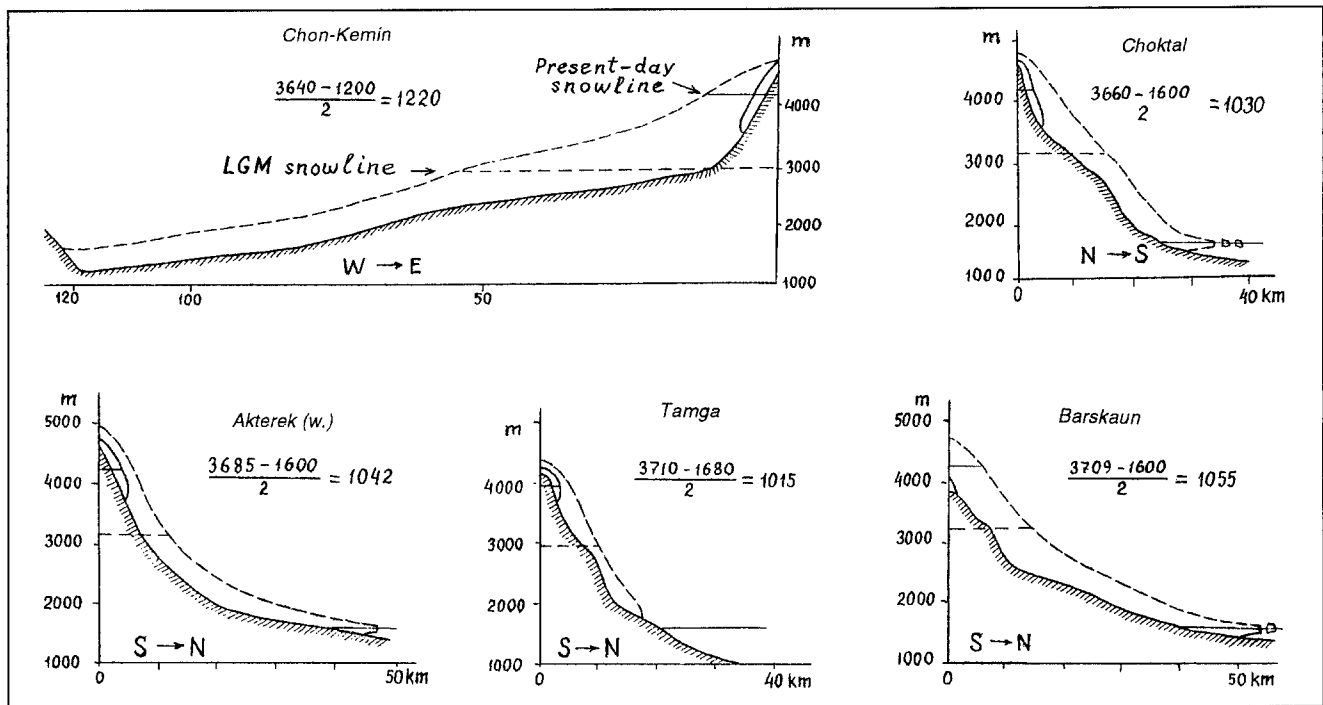 Chon-Kemin
3640-1200
2
=1220
Present-day
snowline
LGM snowline
m
4000
3000
2000
1000
W → E
120
100
50
Choktal
m
3660-1600
2
=1030
4000
3000
2000
1000
N → S
0
40 km
Akterek (w.)
m
3685-1600
2
=1042
5000
4000
3000
2000
1000
S → N
0
50 km
Tamga
m
3710-1680
2
=1015
4000
3000
2000
1000
S → N
0
20
40 km
Barskaun
m
3709-1600
2
=1055
5000
4000
3000
2000
1000
S → N
0
50 km